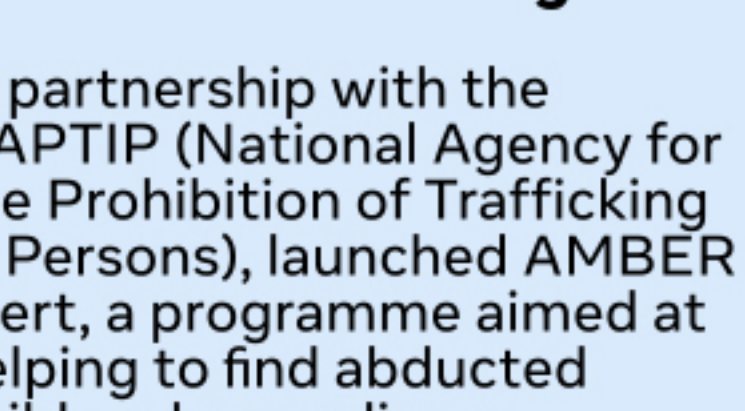 partnership with the
APTIP (National Agency for
e Prohibition of Trafficking
Persons), launched AMBER
ert, a programme aimed at
elping to find abducted